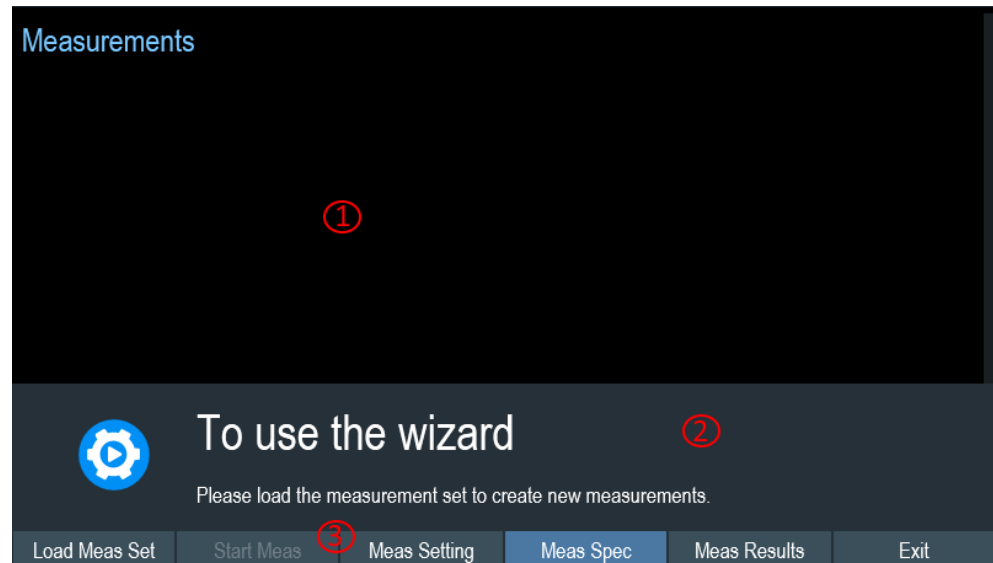 Measurements
①
To use the wizard
②
Please load the measurement set to create new measurements.
③
Load Meas Set Start Meas Meas Setting Meas Spec Meas Results Exit